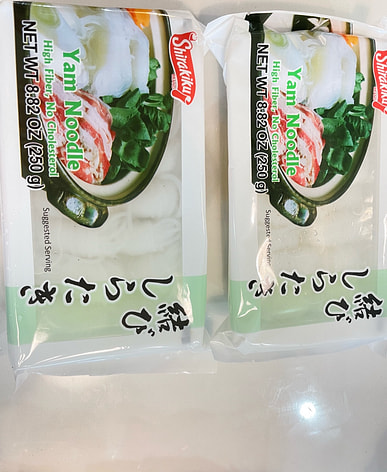 Shirakiku
Yam Noodle
High Fiber, No Cholesterol
NET WT 8.82 OZ (250 g)
Suggested Serving
結び
しらたき
Shirakiku
Yam Noodle
High Fiber, No Cholesterol
NET WT 8.82 OZ (250 g)
Suggested Serving
結び
しらたき